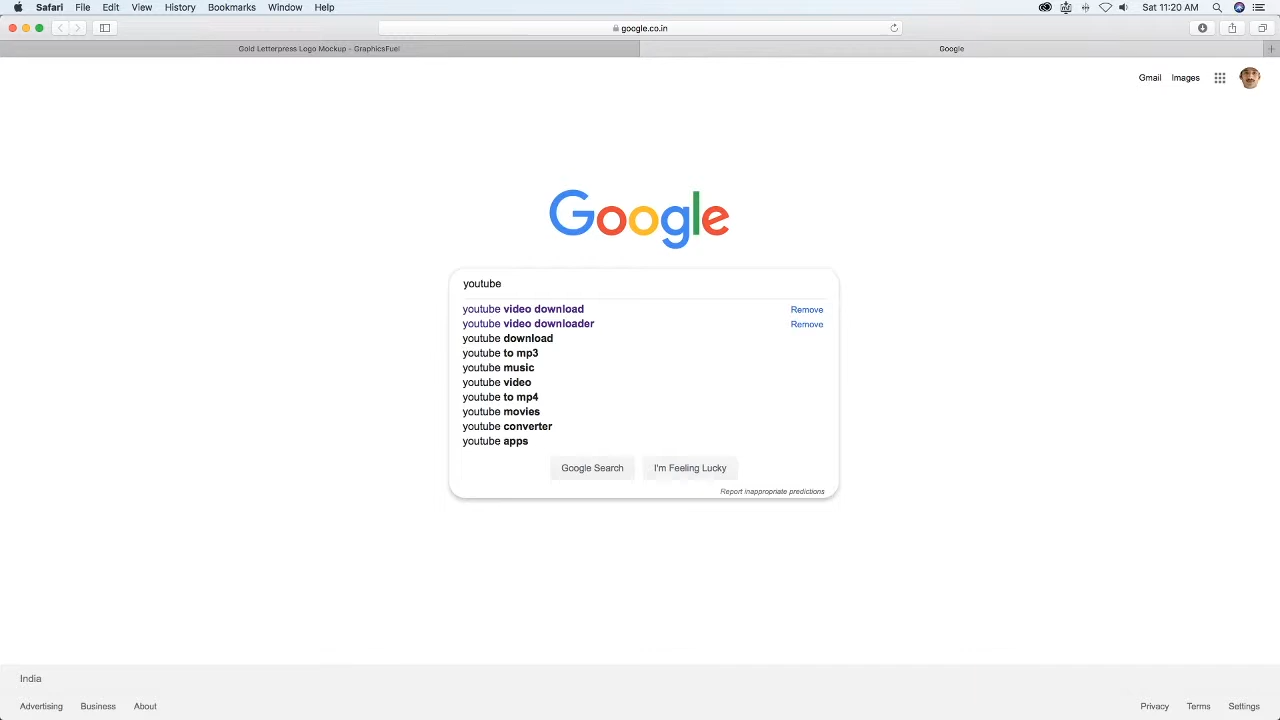 Safari File Edit View History Bookmarks Window Help Sat 11:20 AM
google.co.in
Gold Letterpress Logo Mockup - GraphicsFuel Google
Gmail Images
Google
youtube
youtube video download Remove
youtube video downloader Remove
youtube download
youtube to mp3
youtube music
youtube video
youtube to mp4
youtube movies
youtube converter
youtube apps
Google Search I'm Feeling Lucky
Report inappropriate predictions
India
Advertising Business About Privacy Terms Settings